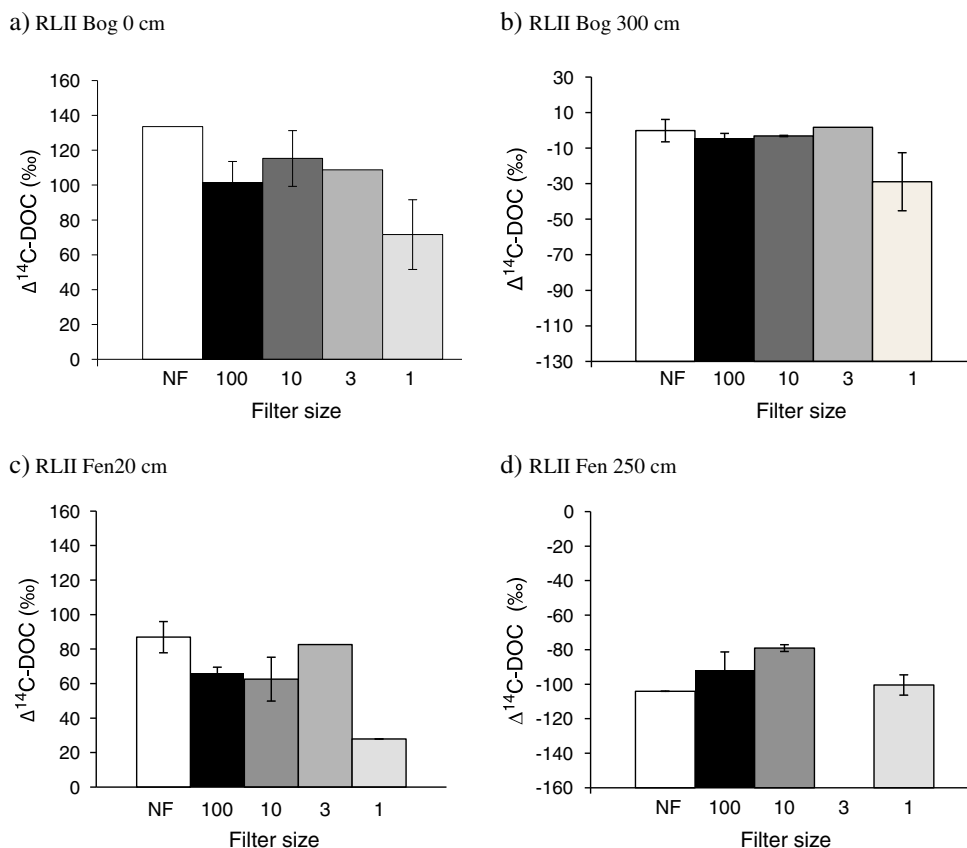 a) RLII Bog 0 cm
160
140
120
100
80
60
40
20
0
Δ14C-DOC (‰)
NF 100 10 3 1
Filter size
b) RLII Bog 300 cm
30
10
-10
-30
-50
-70
-90
-110
-130
Δ14C-DOC (‰)
NF 100 10 3 1
Filter size
c) RLII Fen20 cm
160
140
120
100
80
60
40
20
0
Δ14C-DOC (‰)
NF 100 10 3 1
Filter size
d) RLII Fen 250 cm
0
-20
-40
-60
-80
-100
-120
-140
-160
Δ14C-DOC (‰)
NF 100 10 3 1
Filter size